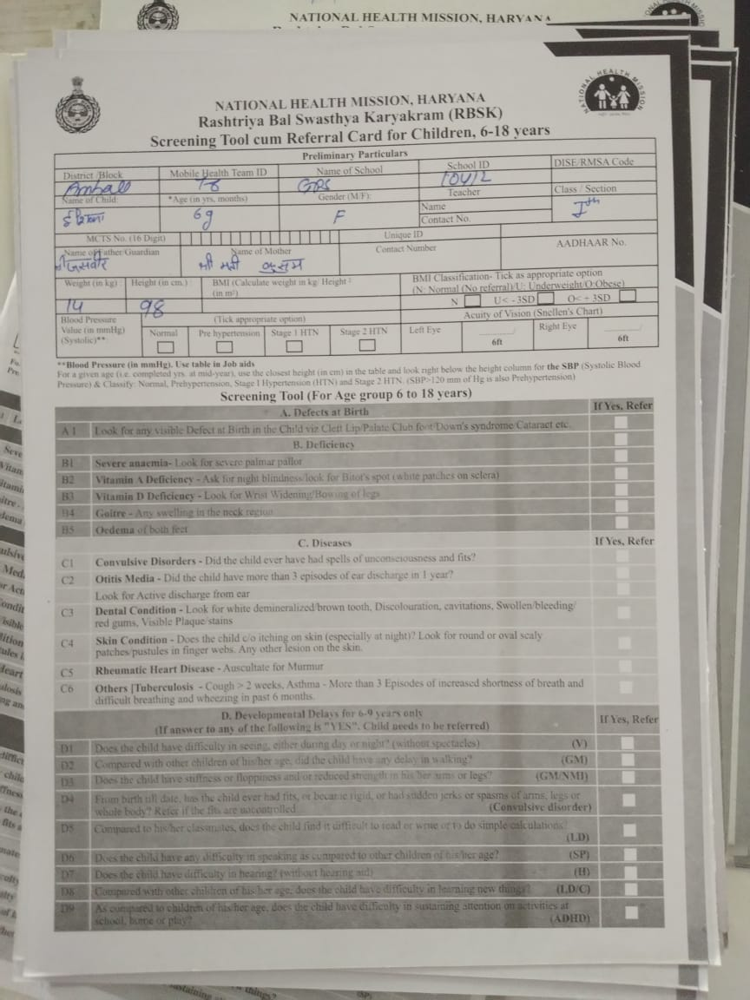 NATIONAL HEALTH MISSION, HARYANA
NATIONAL HEALTH MISSION
NATIONAL HEALTH MISSION, HARYANA
Rashtriya Bal Swasthya Karyakram (RBSK)
Screening Tool cum Referral Card for Children, 6-18 years
Preliminary Particulars
District /Block Mobile Health Team ID Name of School School ID DISE/RMSA Code
GPS
Name of Child: *Age (in yrs, months) Gender (M/F): Teacher Class / Section
6y F Name Ist
Contact No.
MCTS No. (16 Digit) Unique ID
Name of Father/Guardian Name of Mother Contact Number AADHAAR No.
जसवीर श्री मती कुसुम
Weight (in kg) : Height (in cm.) : BMI (Calculate weight in kg/ Height ² (in m²) BMI Classification- Tick as appropriate option
(N: Normal (No referral)/U: Underweight/O:Obese)
14 98 N U< - 3SD O< + 3SD
Blood Pressure Value (in mmHg) (Systolic)** (Tick appropriate option) Acuity of Vision (Snellen's Chart)
Normal Pre hypertension Stage 1 HTN Stage 2 HTN Left Eye ............/ 6ft Right Eye ............/ 6ft
**Blood Pressure (in mmHg). Use table in Job aids
For a given age (i.e. completed yrs. at mid-year), use the closest height (in cm) in the table and look right below the height column for the SBP (Systolic Blood
Pressure) & Classify: Normal, Prehypertension, Stage I Hypertension (HTN) and Stage 2 HTN. (SBP>120 mm of Hg is also Prehypertension)
Screening Tool (For Age group 6 to 18 years)
A. Defects at Birth If Yes, Refer
A 1 Look for any visible Defect at Birth in the Child viz Cleft Lip/Palate/Club foot/Down's syndrome/Cataract etc.
B. Deficiency
B1 Severe anaemia- Look for severe palmar pallor
B2 Vitamin A Deficiency - Ask for night blindness/look for Bitot's spot (white patches on sclera)
B3 Vitamin D Deficiency - Look for Wrist Widening/Bowing of legs
B4 Goitre - Any swelling in the neck region
B5 Oedema of both feet
C. Diseases If Yes, Refer
C1 Convulsive Disorders - Did the child ever have had spells of unconsciousness and fits?
C2 Otitis Media - Did the child have more than 3 episodes of ear discharge in 1 year?
Look for Active discharge from ear
C3 Dental Condition - Look for white demineralized/brown tooth, Discolouration, cavitations, Swollen/bleeding/
red gums, Visible Plaque/stains
C4 Skin Condition - Does the child c/o itching on skin (especially at night)? Look for round or oval scaly
patches/pustules in finger webs. Any other lesion on the skin.
C5 Rheumatic Heart Disease - Auscultate for Murmur
C6 Others [Tuberculosis - Cough > 2 weeks, Asthma - More than 3 Episodes of increased shortness of breath and
difficult breathing and wheezing in past 6 months.
D. Developmental Delays for 6-9 years only
(If answer to any of the following is "YES". Child needs to be referred) If Yes, Refer
D1 Does the child have difficulty in seeing, either during day or night? (without spectacles) (V)
D2 Compared with other children of his/her age, did the child have any delay in walking? (GM)
D3 Does the child have stiffness or floppiness and/or reduced strength in his/her arms or legs? (GM/NMI)
D4 From birth till date, has the child ever had fits, or became rigid, or had sudden jerks or spasms of arms, legs or
whole body? Refer if the fits are uncontrolled (Convulsive disorder)
D5 Compared to his/her classmates, does the child find it difficult to read or write or to do simple calculations?
(LD)
D6 Does the child have any difficulty in speaking as compared to other children of his/her age? (SP)
D7 Does the child have difficulty in hearing? (without hearing aid) (H)
D8 Compared with other children of his/her age, does the child have difficulty in learning new things? (LD/C)
D9 As compared to children of his/her age, does the child have difficulty in sustaining attention on activities at
school, home or play? (ADHD)